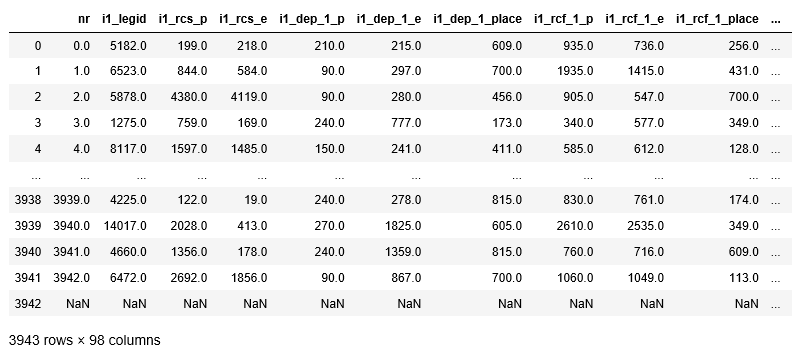 nr i1_legid i1_rcs_p i1_rcs_e i1_dep_1_p i1_dep_1_e i1_dep_1_place i1_rcf_1_p i1_rcf_1_e i1_rcf_1_place ...
0 0.0 5182.0 199.0 218.0 210.0 215.0 609.0 935.0 736.0 256.0 ...
1 1.0 6523.0 844.0 584.0 90.0 297.0 700.0 1935.0 1415.0 431.0 ...
2 2.0 5878.0 4380.0 4119.0 90.0 280.0 456.0 905.0 547.0 700.0 ...
3 3.0 1275.0 759.0 169.0 240.0 777.0 173.0 340.0 577.0 349.0 ...
4 4.0 8117.0 1597.0 1485.0 150.0 241.0 411.0 585.0 612.0 128.0 ...
... ... ... ... ... ... ... ... ... ... ... ...
3938 3939.0 4225.0 122.0 19.0 240.0 278.0 815.0 830.0 761.0 174.0 ...
3939 3940.0 14017.0 2028.0 413.0 270.0 1825.0 605.0 2610.0 2535.0 349.0 ...
3940 3941.0 4660.0 1356.0 178.0 240.0 1359.0 815.0 760.0 716.0 609.0 ...
3941 3942.0 6472.0 2692.0 1856.0 90.0 867.0 700.0 1060.0 1049.0 113.0 ...
3942 NaN NaN NaN NaN NaN NaN NaN NaN NaN NaN ...
3943 rows × 98 columns